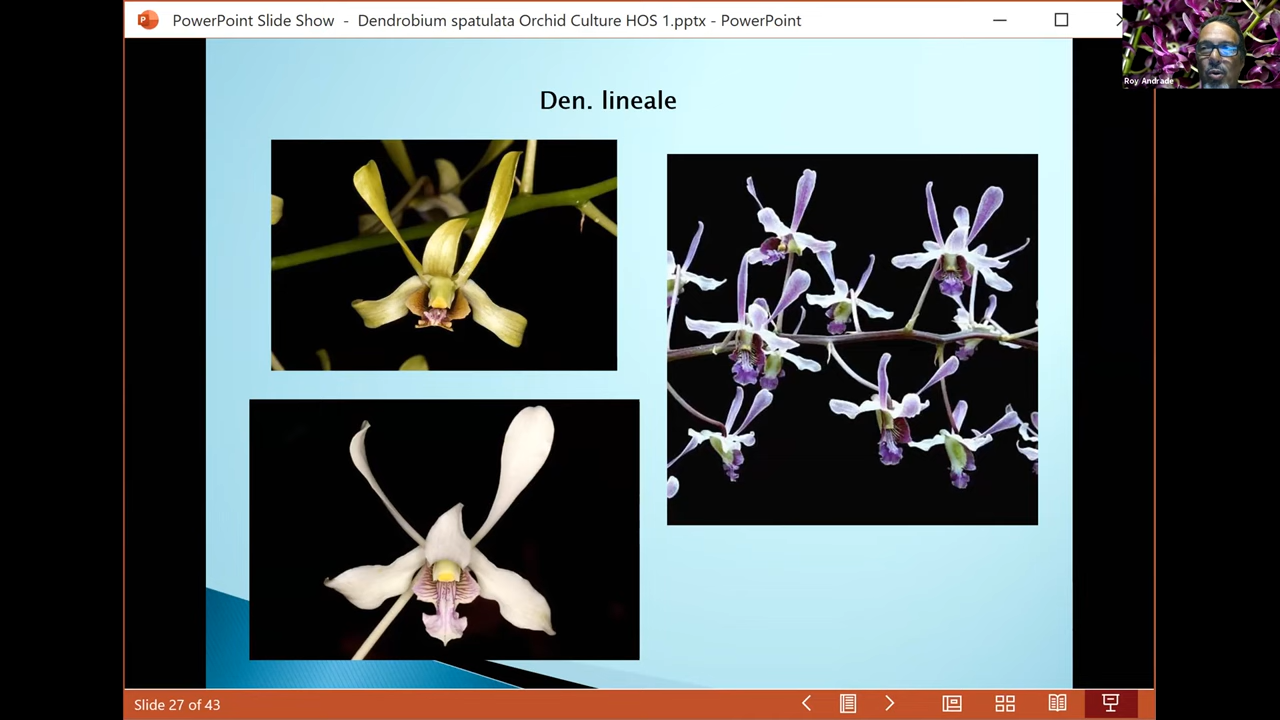 PowerPoint Slide Show - Dendrobium spatulata Orchid Culture HOS 1.pptx - PowerPoint
Roy Andrade
Den. lineale
Slide 27 of 43